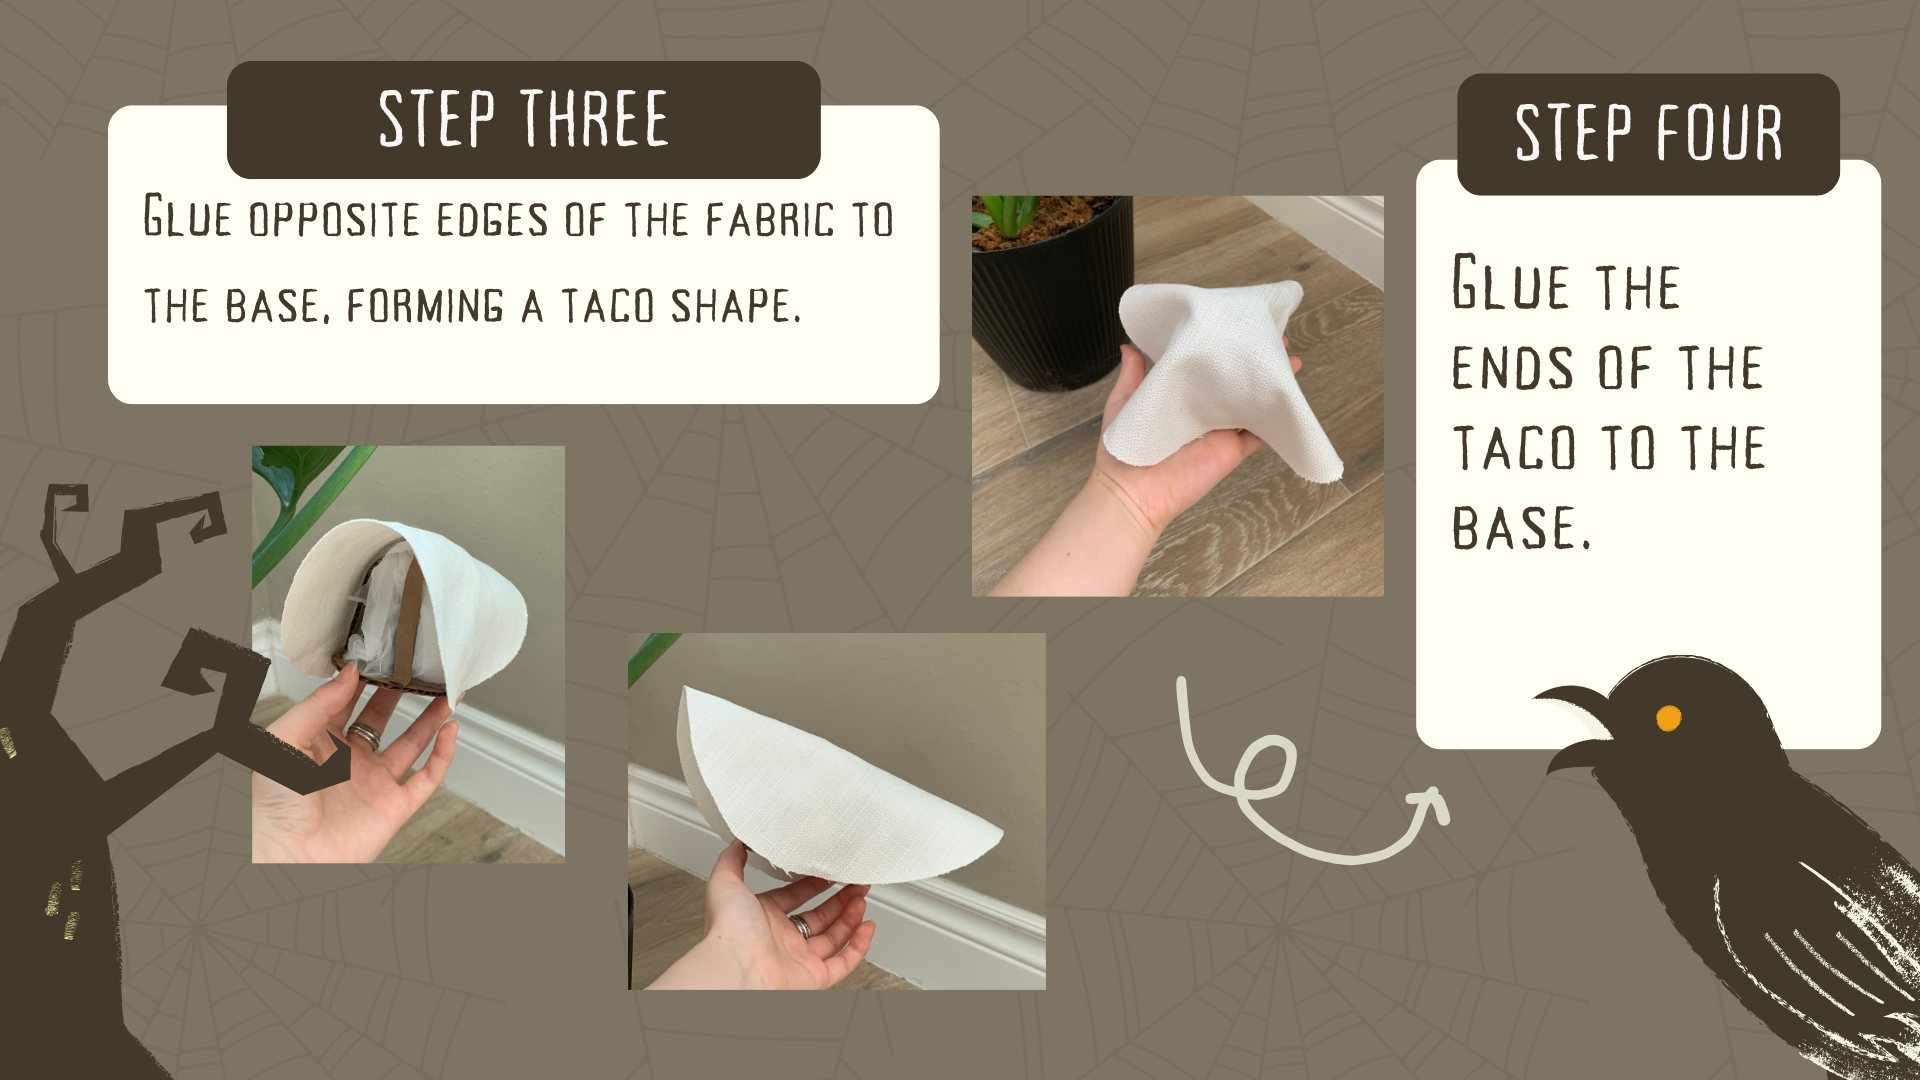 STEP THREE
GLUE OPPOSITE EDGES OF THE FABRIC TO
THE BASE, FORMING A TACO SHAPE.
STEP FOUR
GLUE THE
ENDS OF THE
TACO TO THE
BASE.